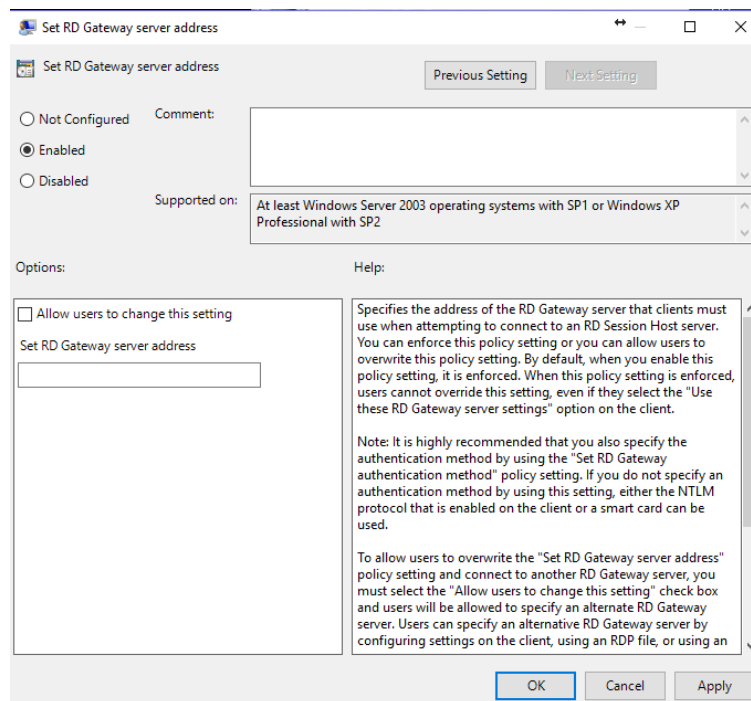 Set RD Gateway server address
Set RD Gateway server address
Previous Setting
Next Setting
Not Configured
Comment:
Enabled
Disabled
Supported on:
At least Windows Server 2003 operating systems with SP1 or Windows XP
Professional with SP2
Options:
Help:
Allow users to change this setting
Set RD Gateway server address
Specifies the address of the RD Gateway server that clients must
use when attempting to connect to an RD Session Host server.
You can enforce this policy setting or you can allow users to
overwrite this policy setting. By default, when you enable this
policy setting, it is enforced. When this policy setting is enforced,
users cannot override this setting, even if they select the "Use
these RD Gateway server settings" option on the client.
Note: It is highly recommended that you also specify the
authentication method by using the "Set RD Gateway
authentication method" policy setting. If you do not specify an
authentication method by using this setting, either the NTLM
protocol that is enabled on the client or a smart card can be
used.
To allow users to overwrite the "Set RD Gateway server address"
policy setting and connect to another RD Gateway server, you
must select the "Allow users to change this setting" check box
and users will be allowed to specify an alternate RD Gateway
server. Users can specify an alternative RD Gateway server by
configuring settings on the client, using an RDP file, or using an
OK
Cancel
Apply